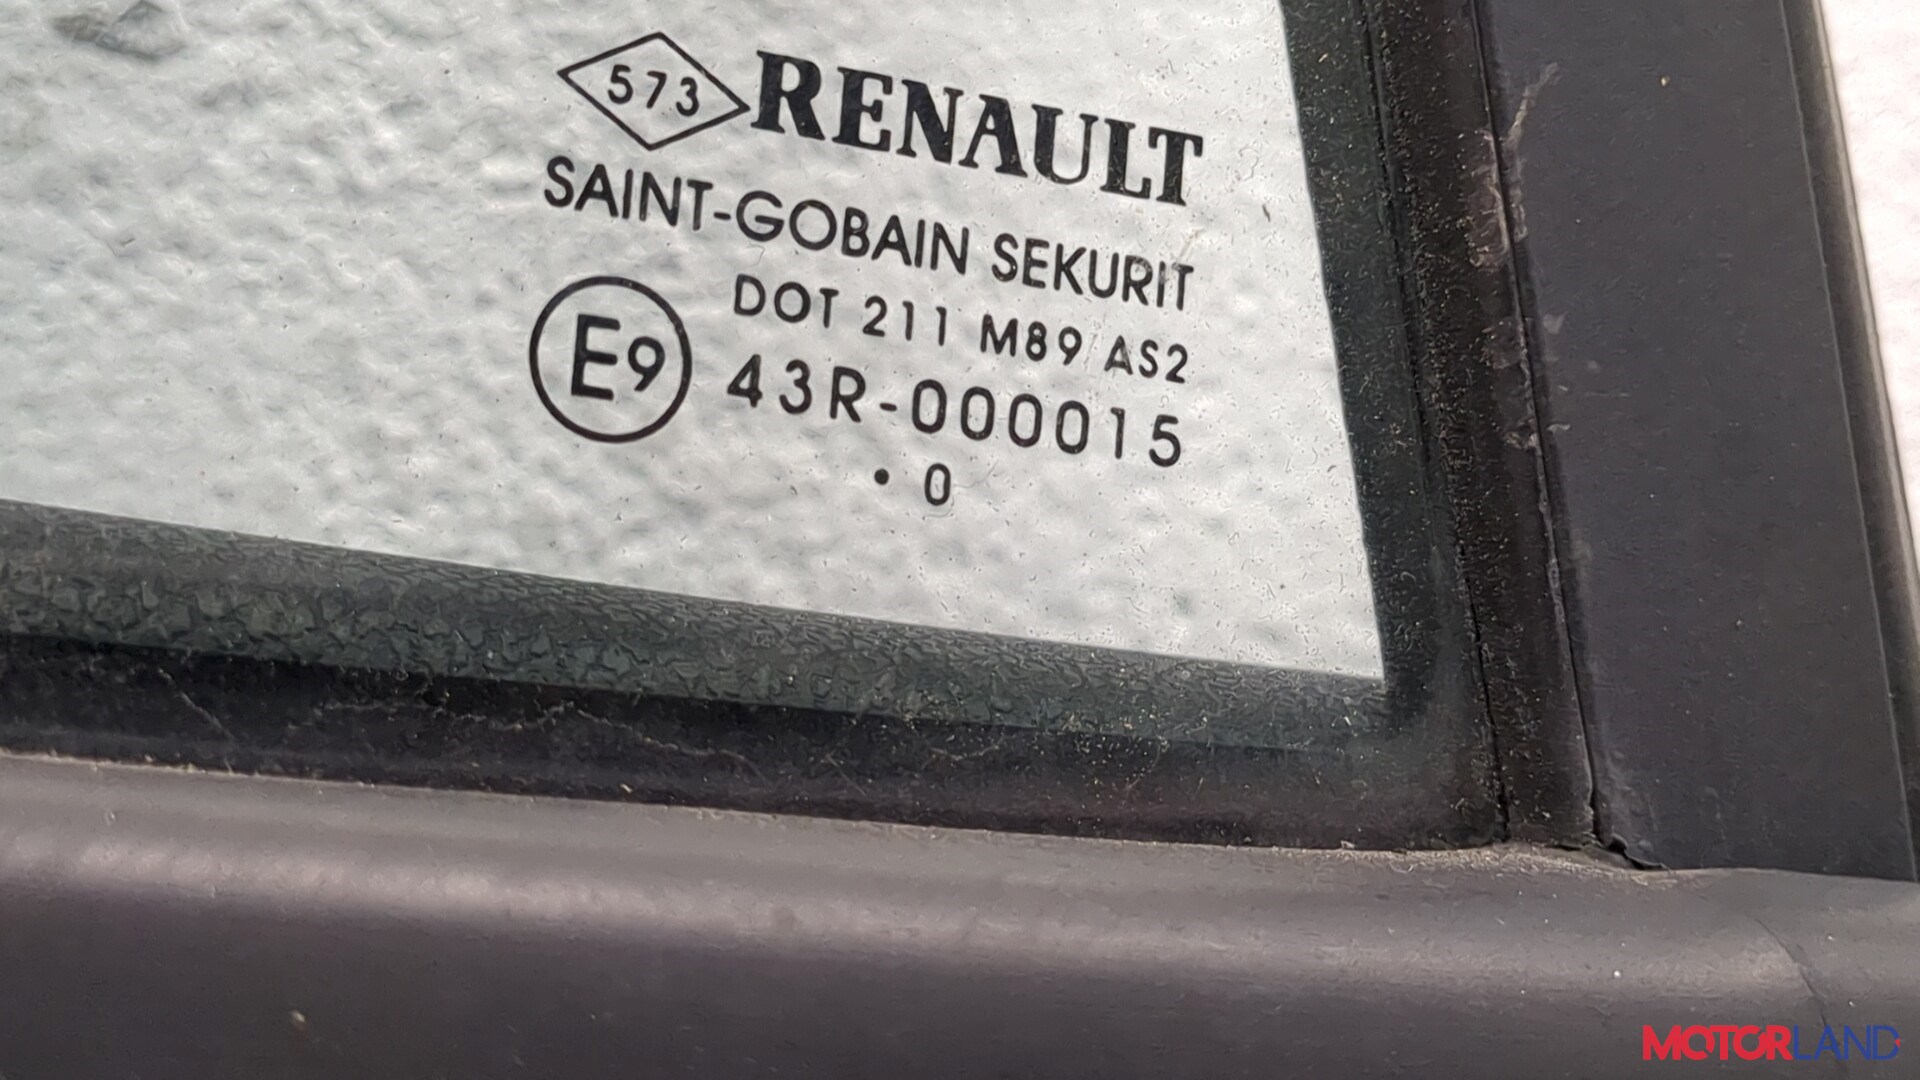 573 RENAULT
SAINT-GOBAIN SEKURIT
DOT 211 M89 AS2
E9 43R-000015
• 0
MOTORLAND